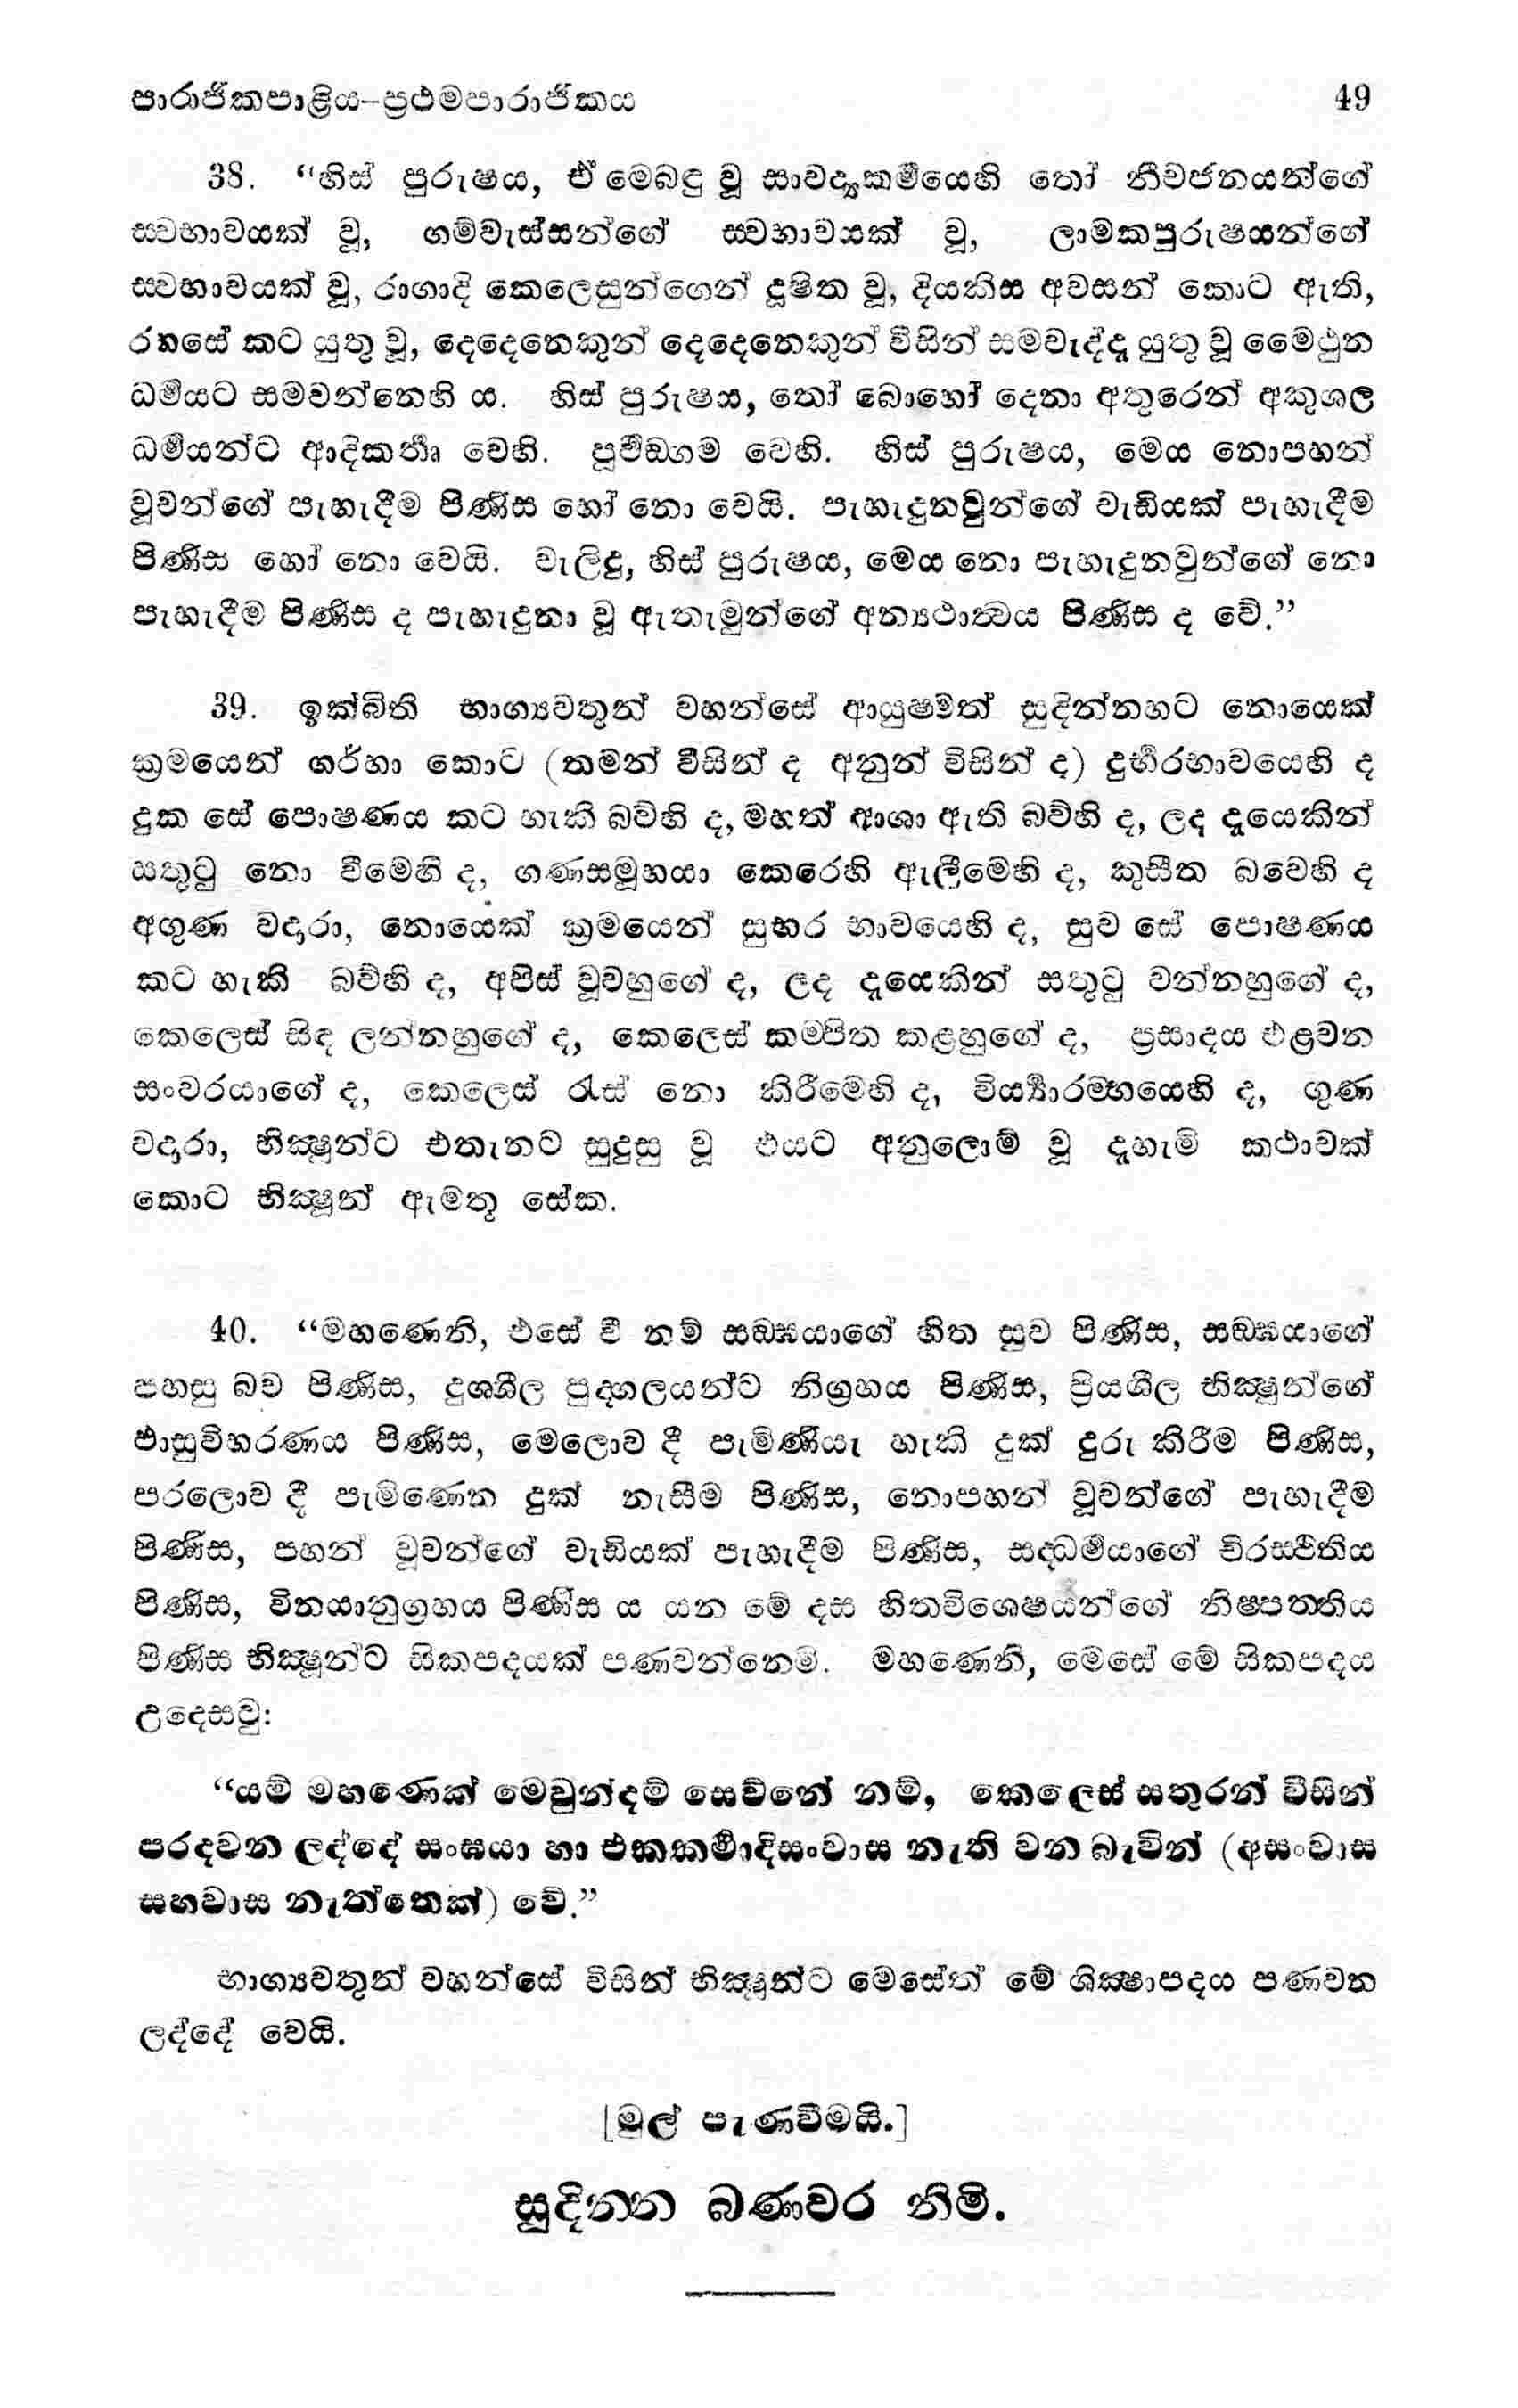 පාරාජිකපාළිය-ප්‍රථමපාරාජිකය 49
38. “හිස් පුරුෂය, ඒ මෙබඳු වූ සාවද්‍යකර්‍මයෙහි තෝ නීචජනයන්ගේ
ස්‍වභාවයක් වූ, ගම්වැස්සන්ගේ ස්‍වභාවයක් වූ, ලාමකපුරුෂයන්ගේ
ස්‍වභාවයක් වූ, රාගාදි කෙලෙසුන්ගෙන් දූෂිත වූ, දියකිස අවසන් කොට ඇති,
රහසේ කට යුතු වූ, දෙදෙනෙකුන් දෙදෙනෙකුන් විසින් සමවැද්දැ යුතු වූ මෛථුන
ධර්‍මයට සමවන්නෙහි ය. හිස් පුරුෂය, තෝ බොහෝ දෙනා අතුරෙන් අකුශල
ධර්‍මයන්ට ආදිකර්‍තෘ වෙහි. පූර්‍වඞ්ගම වෙහි. හිස් පුරුෂය, මෙය නොපහන්
වූවන්ගේ පැහැදීම පිණිස හෝ නො වෙයි. පැහැදුනවුන්ගේ වැඩියක් පැහැදීම
පිණිස හෝ නො වෙයි. වැලිදු, හිස් පුරුෂය, මෙය නො පැහැදුනවුන්ගේ නො
පැහැදීම පිණිස ද පැහැදුනා වූ ඇතැමුන්ගේ අන්‍යථාත්‍වය පිණිස ද වේ.”
39. ඉක්බිති භාග්‍යවතුන් වහන්සේ ආයුෂ්මත් සුදින්නහට නොයෙක්
ක්‍රමයෙන් ගර්හා කොට (තමන් විසින් ද අනුන් විසින් ද) දුර්‍භරභාවයෙහි ද
දුක සේ පොෂණය කට හැකි බව්හි ද, මහත් ආශා ඇති බව්හි ද, ලද දැයෙකින්
සතුටු නො වීමෙහි ද, ගණසමූහයා කෙරෙහි ඇලීමෙහි ද, කුසීත බවෙහි ද
අගුණ වදාරා, නොයෙක් ක්‍රමයෙන් සුභර භාවයෙහි ද, සුව සේ පොෂණය
කට හැකි බව්හි ද, අපිස් වූවහුගේ ද, ලද දැයෙකින් සතුටු වන්නහුගේ ද,
කෙලෙස් සිඳ ලන්නහුගේ ද, කෙලෙස් කම්පිත කළහුගේ ද, ප්‍රසාදය එළවන
සංවරයාගේ ද, කෙලෙස් රැස් නො කිරීමෙහි ද, විර්‍ය්‍යාරම්භයෙහි ද, ගුණ
වදාරා, භික්‍ෂූන්ට එතැනට සුදුසු වූ එයට අනුලොම් වූ දැහැමි කථාවක්
කොට භික්‍ෂූන් ඇමතූ සේක.
40. “මහණෙනි, එසේ වී නම් සඞ්ඝයාගේ හිත සුව පිණිස, සඞ්ඝයාගේ
පහසු බව පිණිස, දුශ්ශීල පුද්ගලයන්ට නිග්‍රහය පිණිස, ප්‍රියශීල භික්‍ෂූන්ගේ
ඵාසුවිහරණය පිණිස, මෙලොව දී පැමිණියැ හැකි දුක් දුරු කිරීම පිණිස,
පරලොව දී පැමිණෙන දුක් නැසීම පිණිස, නොපහන් වූවන්ගේ පැහැදීම
පිණිස, පහන් වූවන්ගේ වැඩියක් පැහැදීම පිණිස, සද්ධර්‍මයාගේ චිරස්ථිතිය
පිණිස, විනයානුග්‍රහය පිණිස ය යන මේ දස හිතවිශෙෂයන්ගේ නිෂ්පත්තිය
පිණිස භික්‍ෂූන්ට සිකපදයක් පණවන්නෙමි. මහණෙනි, මෙසේ මේ සිකපදය
උදෙසවු:
“යම් මහණෙක් මෙවුන්දම් සෙව්නේ නම්, කෙලෙස් සතුරන් විසින්
පරදවන ලද්දේ සංඝයා හා එකකර්‍මාදිසංවාස නැති වන බැවින් (අසංවාස
සහවාස නැත්තෙක්) වේ.”
භාග්‍යවතුන් වහන්සේ විසින් භික්‍ෂූන්ට මෙසේත් මේ ශික්‍ෂාපදය පණවන
ලද්දේ වෙයි.
[මුල් පැණවීමයි.]
සුදින්න බණවර නිමි.